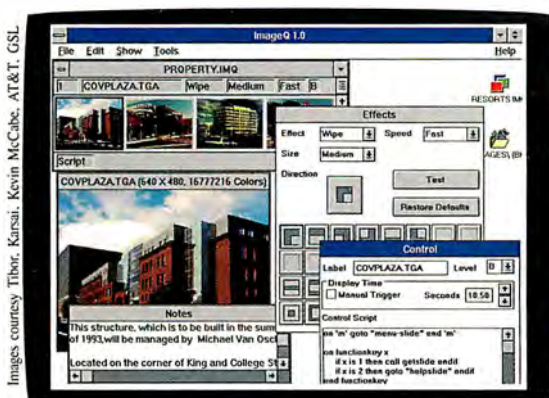 Images courtesy Tibor, Karsai, Kevin McCabe, AT&T, GSL
ImageQ 1.0
File Edit Show Tools Help
PROPERTY.IMQ
1 COVPLAZA.TGA Wipe Medium Fast B
Script
RESORTS.IM
AGES\(B
COVPLAZA.TGA (640 X 480, 16777216 Colors)
Effects
Effect Wipe Speed Fast
Size Medium
Direction
Test
Restore Defaults
Notes
This structure, which is to be built in the sum
of 1993,will be managed by Michael Van Osc
Located on the corner of King and College St
Control
Label COVPLAZA.TGA Level
Display Time
Manual Trigger Seconds 10.50
Control Script
on 'm' goto "menu-slide" end 'm'
on functionkey x
if x is 1 then call getslide endif
if x is 2 then goto "helpslide" endif
end functionkey